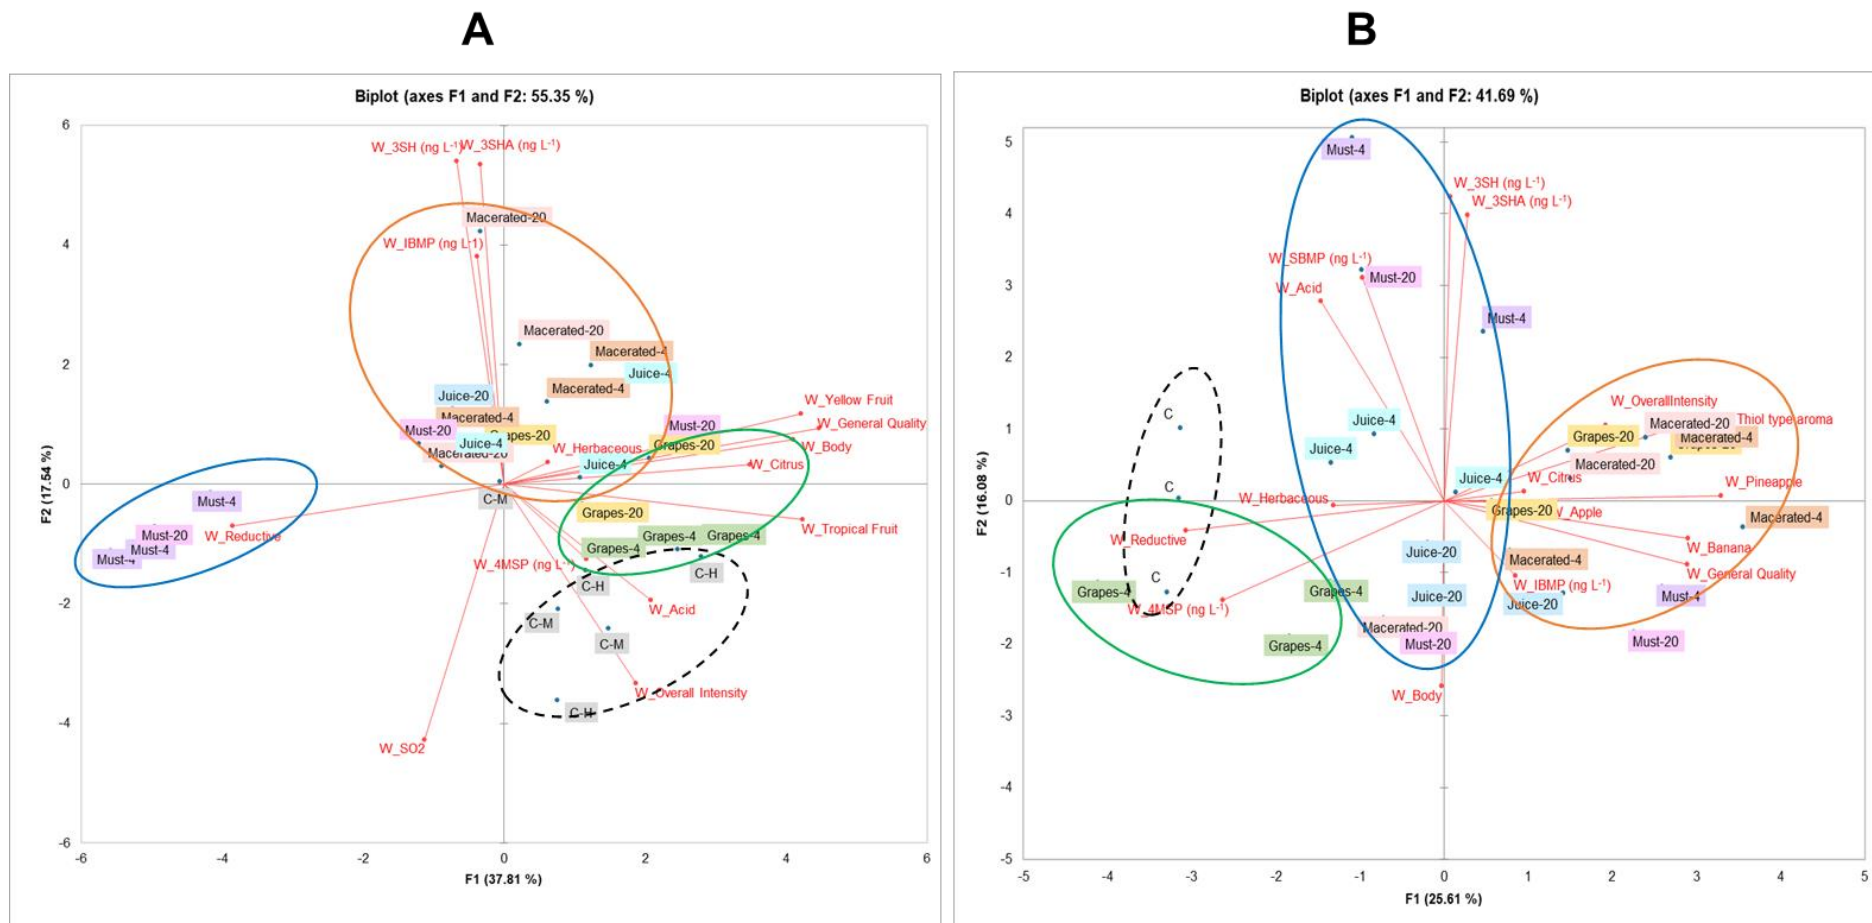 A
B
Biplot (axes F1 and F2: 55.35 %)
6
W_3SH (ng L-1)
W_3SHA (ng L-1)
Macerated-20
W_IBMP (ng L-1)
4
Macerated-20
Macerated-4
2
Juice-4
Macerated-4
Juice-20
W_Yellow Fruit
Macerated-4
W_General Quality
Must-20
Must-20
Grapes-20
Juice-4
Grapes-20
W_Body
Macerated-20
W_Herbaceous
Juice-4
W_Citrus
0
C-M
Must-4
Grapes-20
W_Tropical Fruit
Must-20
W_Reductive
Grapes-4
Grapes-4
Must-4
Must-4
Grapes-4
W_4MSP (ng L-1)
C-H
C-H
-2
W_Acid
C-M
C-M
W_Overall Intensity
C-H
-4
W_SO2
-6
-6
-4
-2
0
2
4
6
F1 (37.81 %)
F2 (17.54 %)
Biplot (axes F1 and F2: 41.69 %)
5
Must-4
W_3SH (ng L-1)
W_3SHA (ng L-1)
4
W_SBMP (ng L-1)
Must-20
3
W_Acid
Must-4
2
W_OverallIntensity
C
Juice-4
Macerated-20
Thiol type aroma
1
Grapes-20
Macerated-4
Grapes-20
Juice-4
Macerated-20
C
Juice-4
W_Citrus
W_Pineapple
0
W_Herbaceous
Grapes-20
W_Apple
Macerated-4
W_Reductive
Juice-20
W_Banana
Macerated-4
W_General Quality
-1
C
Grapes-4
Grapes-4
W_IBMP (ng L-1)
W_4MSP (ng L-1)
Juice-20
Juice-20
Must-4
Macerated-20
-2
Grapes-4
Must-20
Must-20
W_Body
-3
-4
-5
-5
-4
-3
-2
-1
0
1
2
3
4
5
F1 (25.61 %)
F2 (16.08 %)